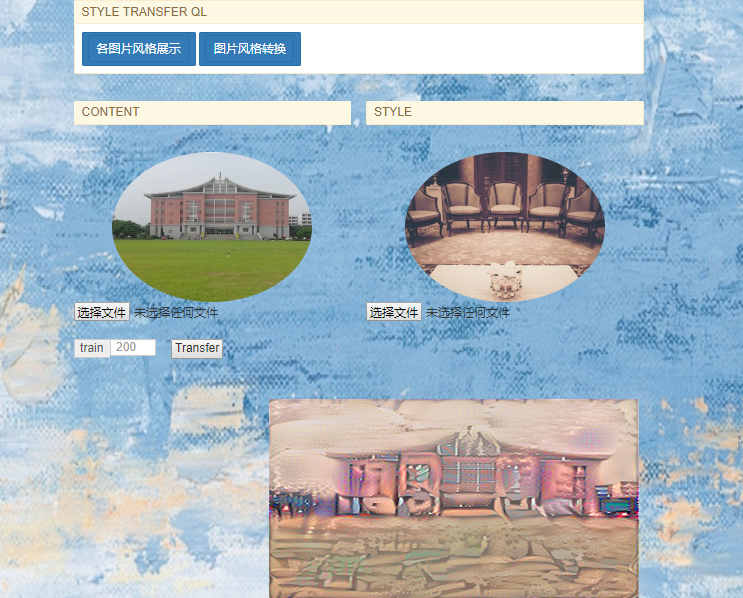 STYLE TRANSFER QL
各图片风格展示 图片风格转换
CONTENT STYLE
选择文件 未选择任何文件 选择文件 未选择任何文件
train 200 Transfer